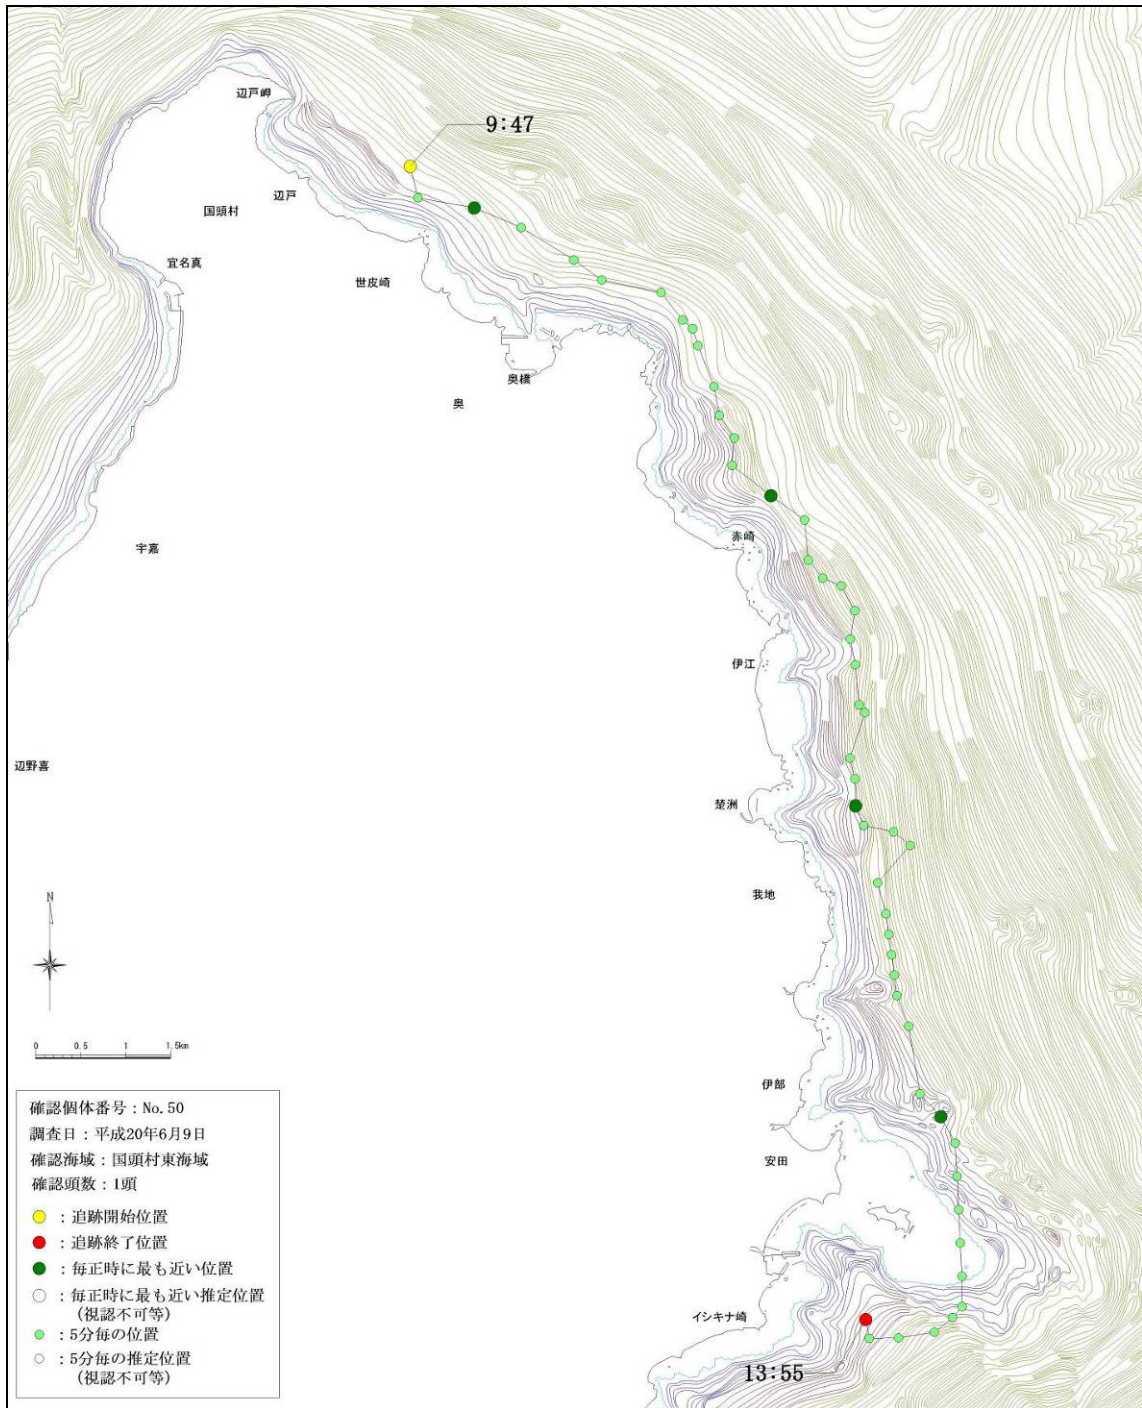 辺戸岬
9:47
辺戸
国頭村
宜名真
世皮崎
奥橋
奥
赤崎
宇嘉
伊江
辺野喜
楚洲
我地
N
0 0.5 1 1.5km
伊部
安田
イシキナ崎
13:55
確認個体番号：No.50
調査日：平成20年6月9日
確認海域：国頭村東海域
確認頭数：1頭
：追跡開始位置
：追跡終了位置
：毎正時に最も近い位置
：毎正時に最も近い推定位置
(視認不可等)
：5分毎の位置
：5分毎の推定位置
(視認不可等)